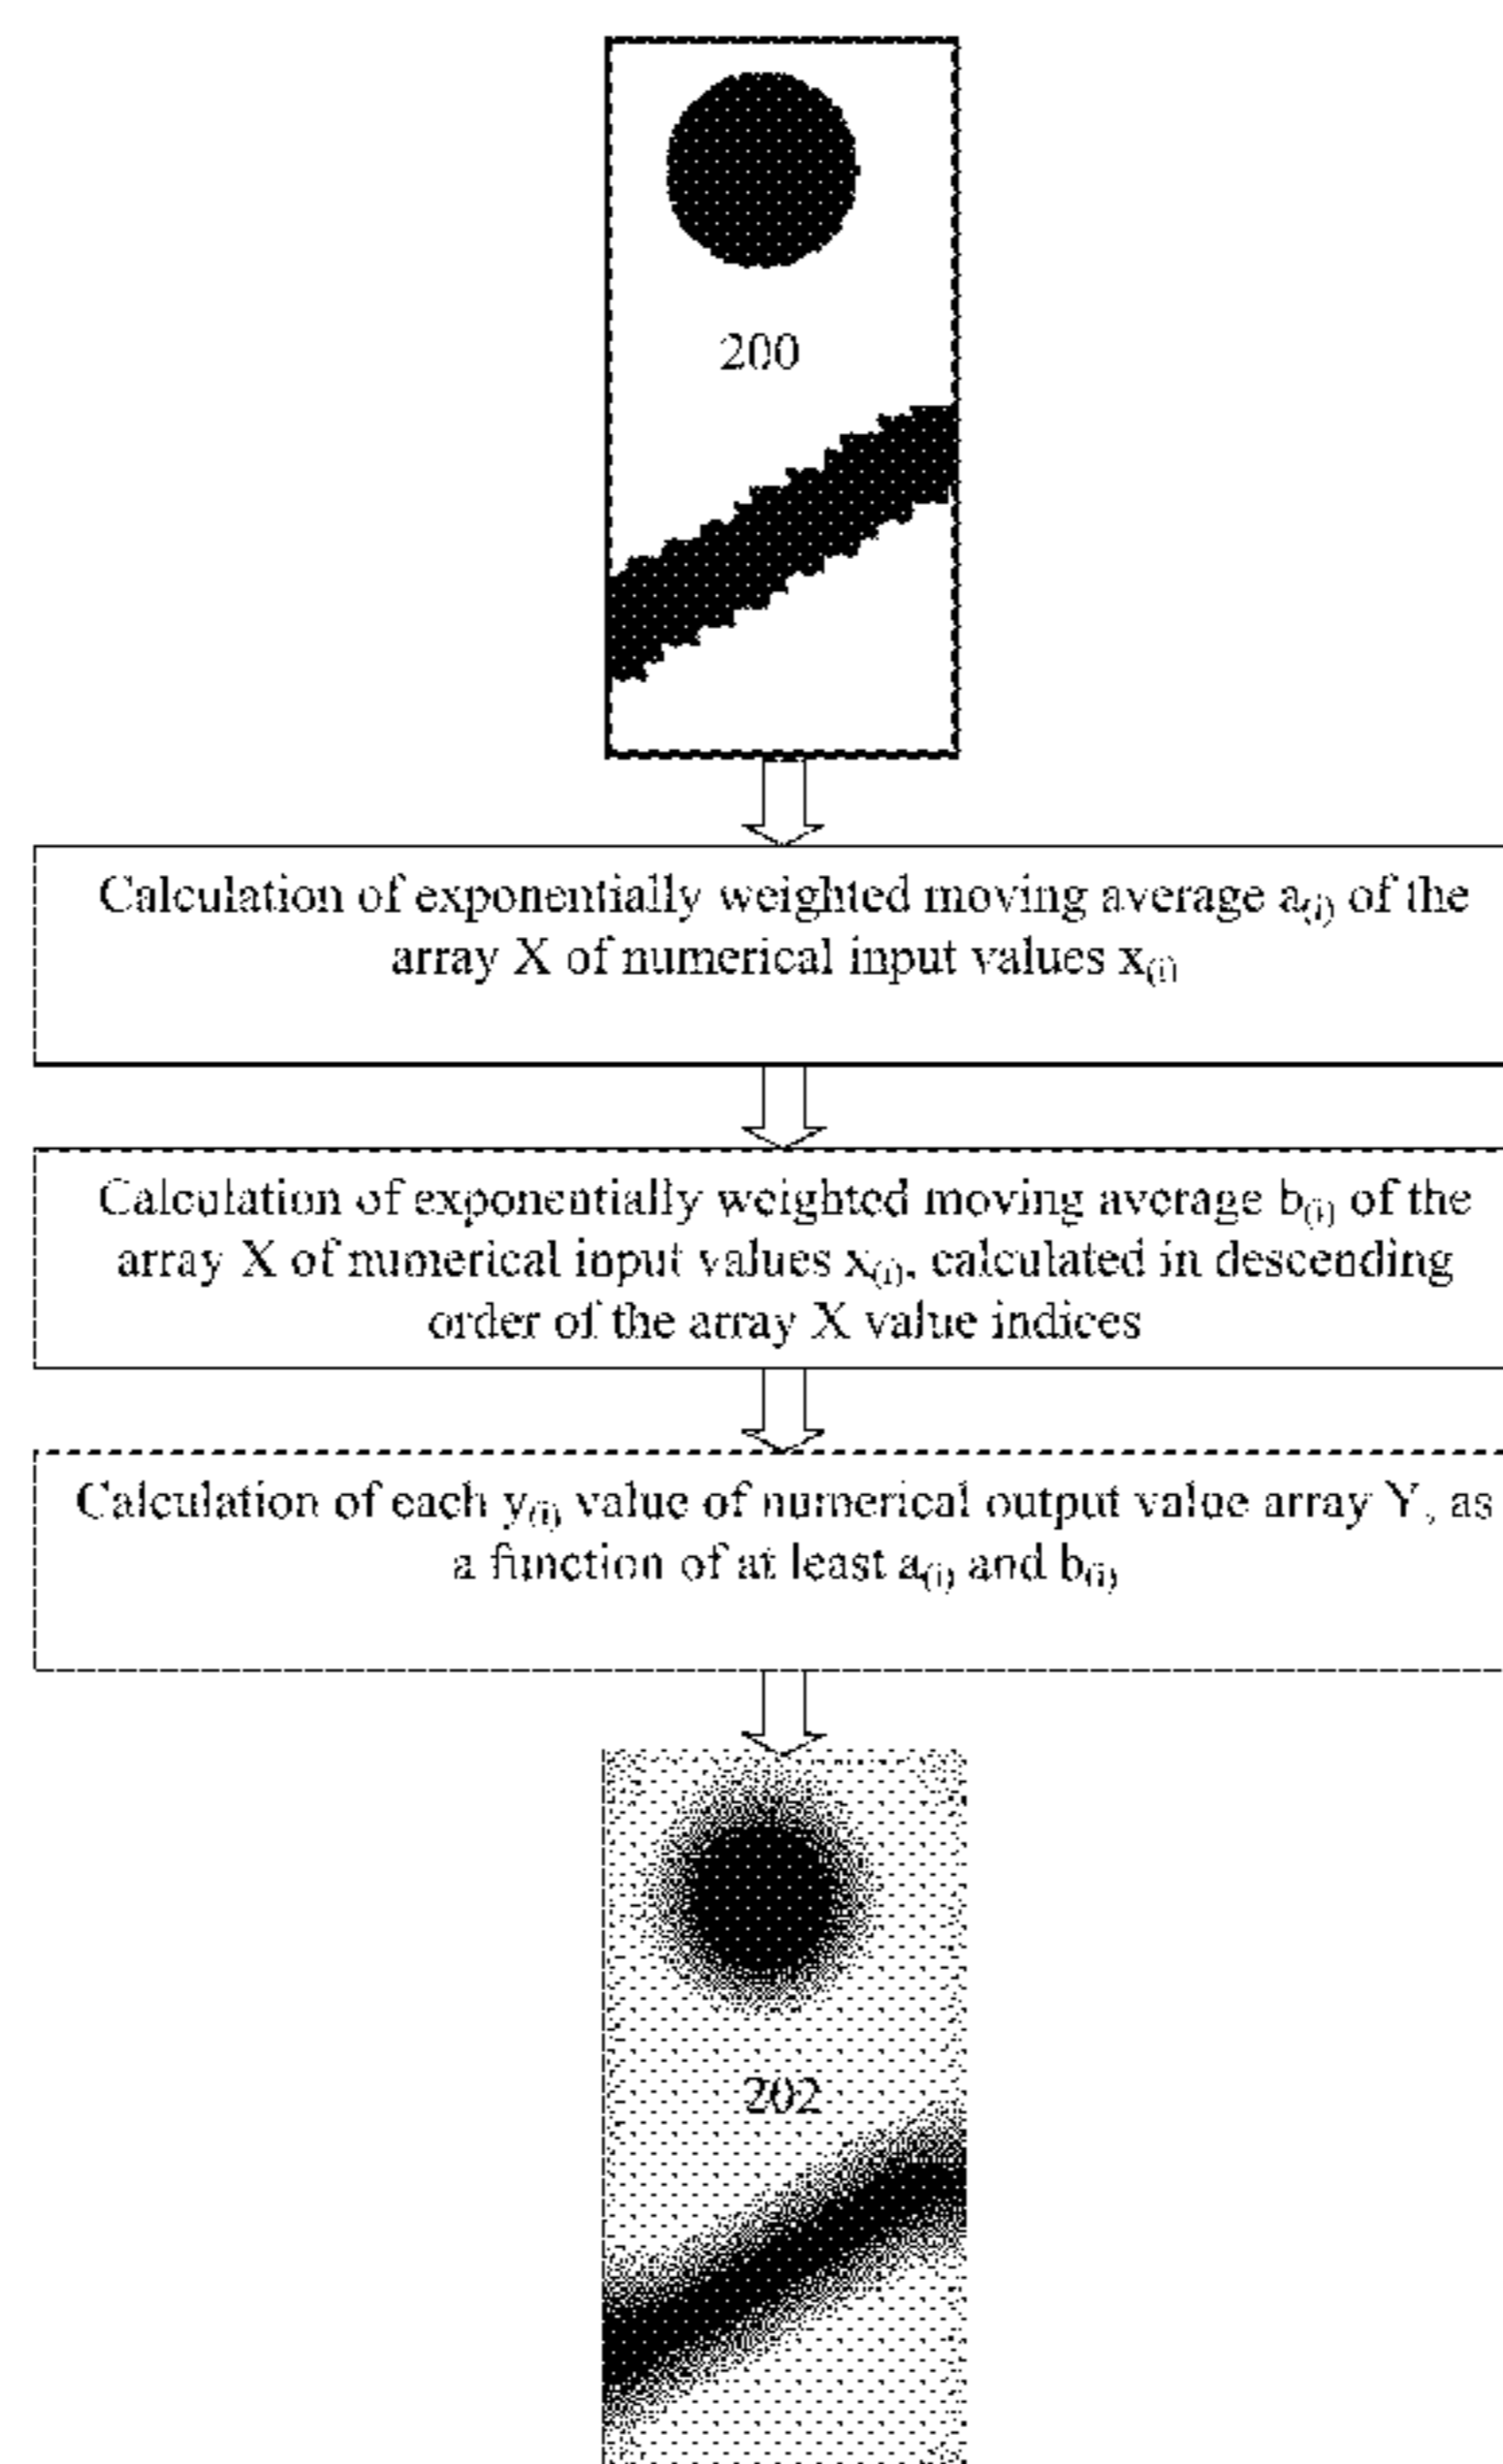 200
Calculation of exponentially weighted moving average a(i) of the
array X of numerical input values x(i)
Calculation of exponentially weighted moving average b(i) of the
array X of numerical input values x(i), calculated in descending
order of the array X value indices
Calculation of each y(i) value of numerical output value array Y, as
a function of at least a(i) and b(i)
202